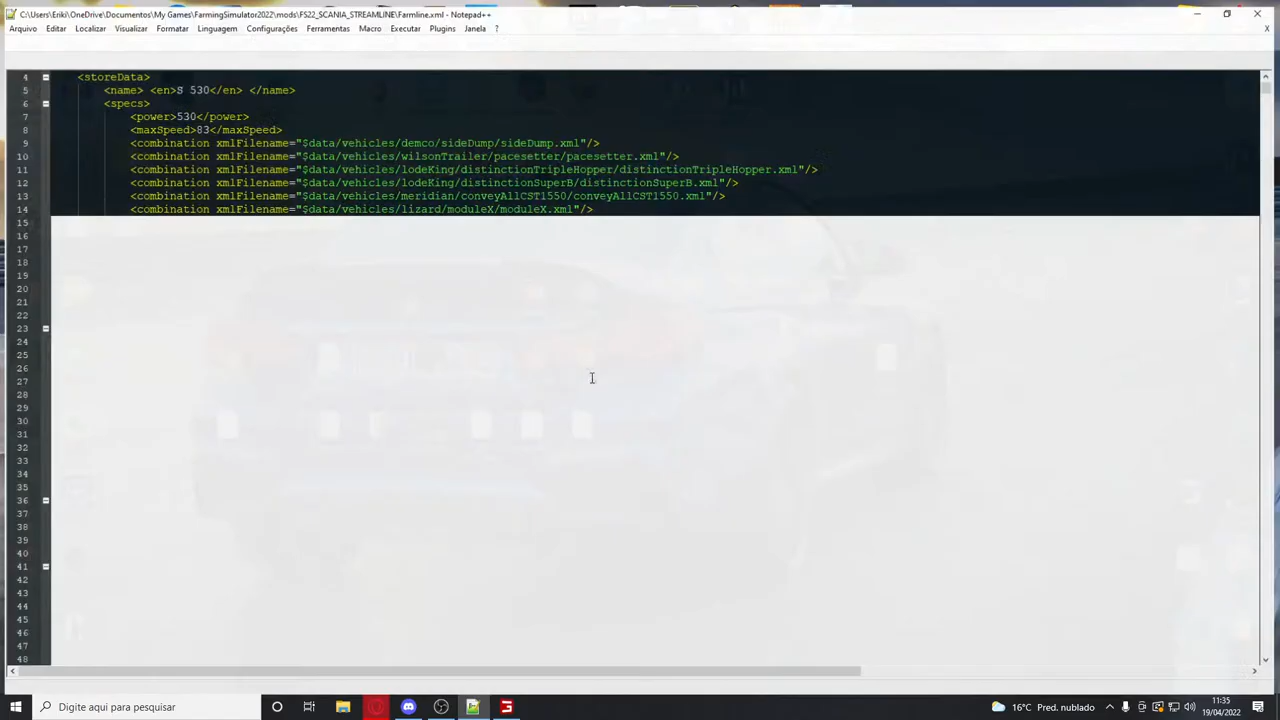 C:\Users\Eriki\OneDrive\Documentos\My Games\FarmingSimulator2022\mods\FS22_SCANIA_STREAMLINE\Farmline.xml - Notepad++
Arquivo Editar Localizar Visualizar Formatar Linguagem Configurações Ferramentas Macro Executar Plugins Janela ? X
4 <storeData>
5 <name> <en>S 530</en> </name>
6 <specs>
7 <power>530</power>
8 <maxSpeed>83</maxSpeed>
9 <combination xmlFilename="$data/vehicles/demco/sideDump/sideDump.xml"/>
10 <combination xmlFilename="$data/vehicles/wilsonTrailer/pacesetter/pacesetter.xml"/>
11 <combination xmlFilename="$data/vehicles/lodeKing/distinctionTripleHopper/distinctionTripleHopper.xml"/>
12 <combination xmlFilename="$data/vehicles/lodeKing/distinctionSuperB/distinctionSuperB.xml"/>
13 <combination xmlFilename="$data/vehicles/meridian/conveyAllCST1550/conveyAllCST1550.xml"/>
14 <combination xmlFilename="$data/vehicles/lizard/moduleX/moduleX.xml"/>
15
16
17
18
19
20
21
22
23
24
25
26
27
28
29
30
31
32
33
34
35
36
37
38
39
40
41
42
43
44
45
46
47
48
Digite aqui para pesquisar
16°C Pred. nublado
11:35
19/04/2022